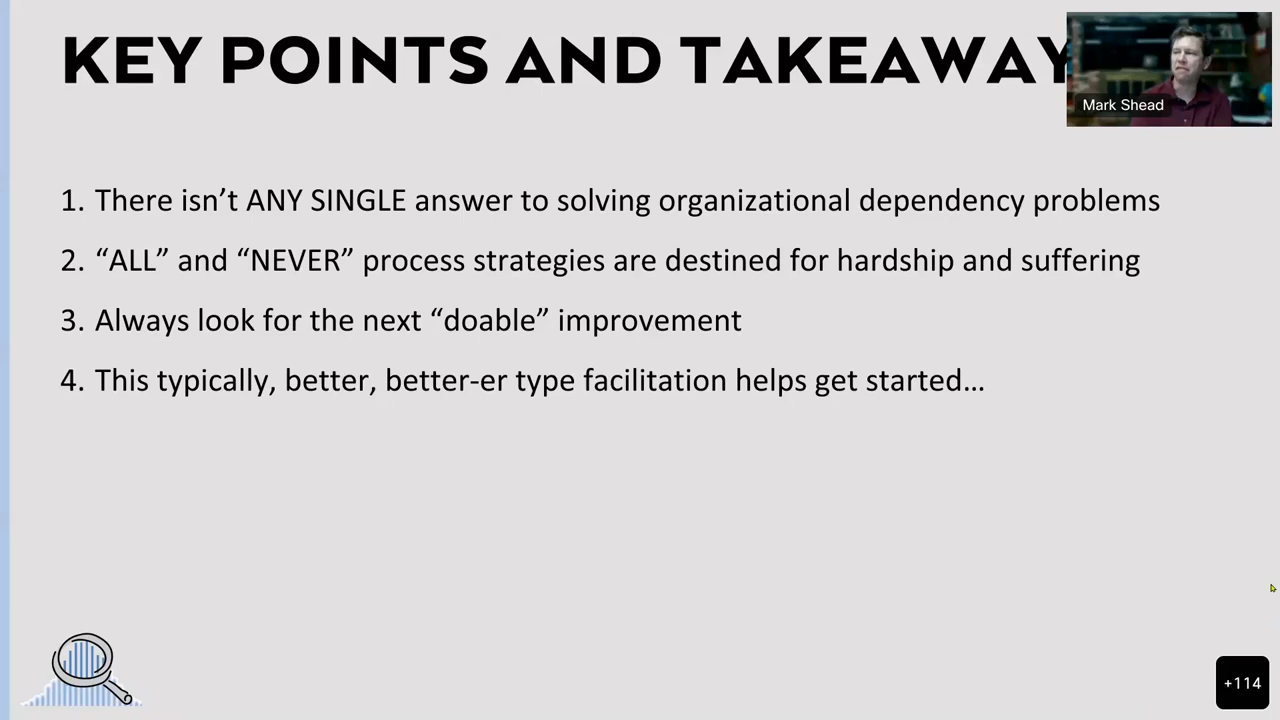 KEY POINTS AND TAKEAWAY
Mark Shead
1. There isn’t ANY SINGLE answer to solving organizational dependency problems
2. “ALL” and “NEVER” process strategies are destined for hardship and suffering
3. Always look for the next “doable” improvement
4. This typically, better, better-er type facilitation helps get started…
+114